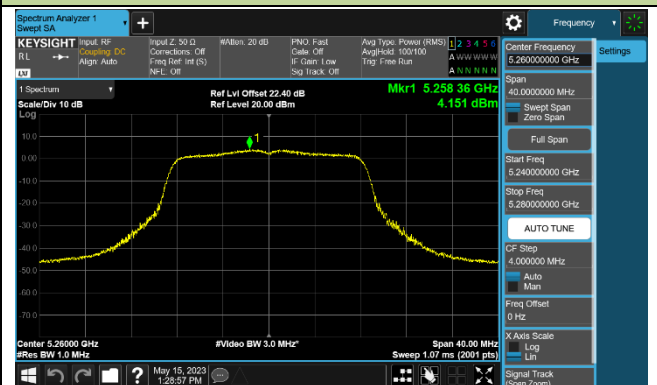 Spectrum Analyzer 1
Swept SA
Frequency
KEYSIGHT
RL
LXI
Input: RF
Coupling: DC
Align: Auto
Input Z: 50 Ω
Corrections: Off
Freq Ref: Int (S)
NFE: Off
#Atten: 20 dB
PNO: Fast
Gate: Off
IF Gain: Low
Sig Track: Off
Avg Type: Power (RMS)
Avg|Hold: 100/100
Trig: Free Run
1 2 3 4 5 6
A W W W W W
A N N N N N
Center Frequency
5.260000000 GHz
Settings
Span
40.0000000 MHz
Swept Span
Zero Span
Full Span
Start Freq
5.240000000 GHz
Stop Freq
5.280000000 GHz
AUTO TUNE
CF Step
4.000000 MHz
Auto
Man
Freq Offset
0 Hz
X Axis Scale
Log
Lin
Signal Track
(Span Zoom)
1 Spectrum
Scale/Div 10 dB
Log
Ref Lvl Offset 22.40 dB
Ref Level 20.00 dBm
Mkr1 5.258 36 GHz
4.151 dBm
1
10.0
0.00
-10.0
-20.0
-30.0
-40.0
-50.0
-60.0
-70.0
Center 5.26000 GHz
#Res BW 1.0 MHz
#Video BW 3.0 MHz*
Span 40.00 MHz
Sweep 1.07 ms (2001 pts)
May 15, 2023
1:28:57 PM